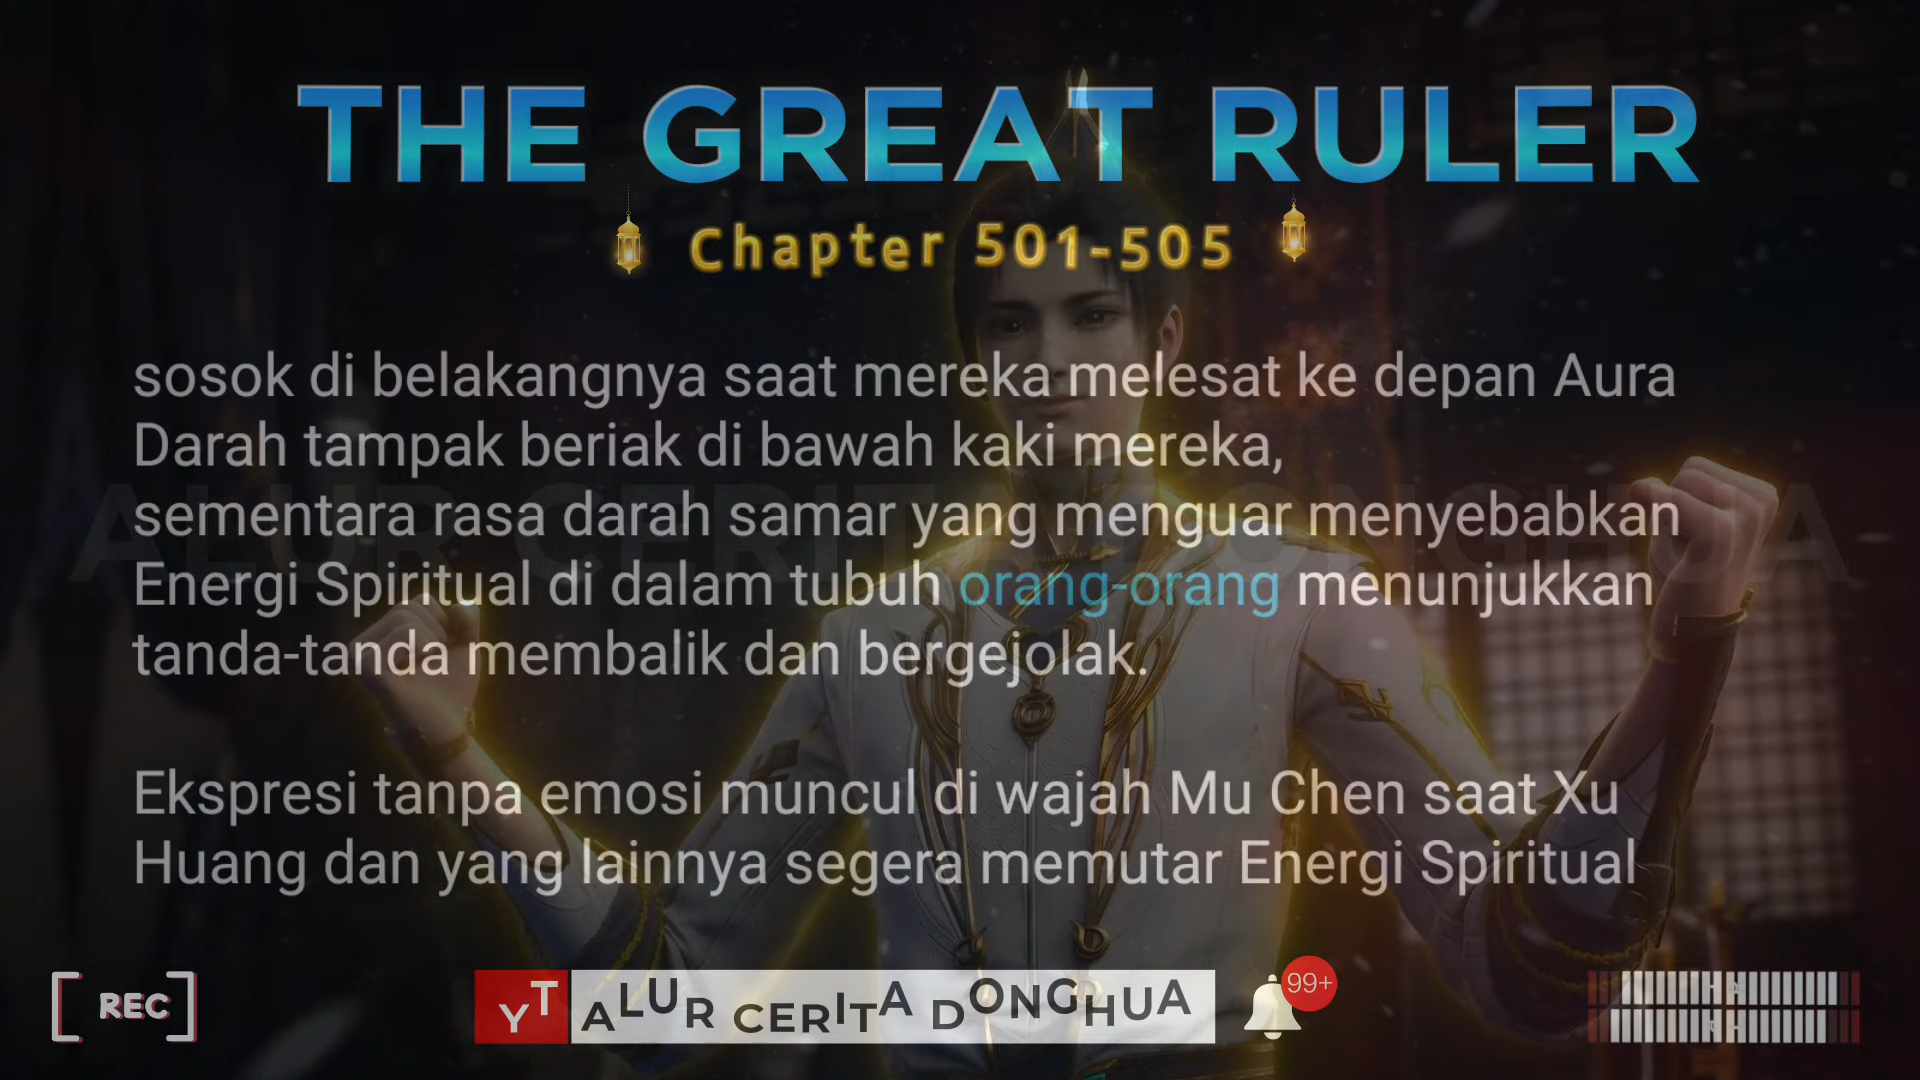 THE GREAT RULER
Chapter 501-505
sosok di belakangnya saat mereka melesat ke depan Aura
Darah tampak beriak di bawah kaki mereka,
sementara rasa darah samar yang menguar menyebabkan
ALUR CERITA DONGHUA
Energi Spiritual di dalam tubuh orang-orang menunjukkan
tanda-tanda membalik dan bergejolak.
Ekspresi tanpa emosi muncul di wajah Mu Chen saat Xu
Huang dan yang lainnya segera memutar Energi Spiritual
REC
YT ALUR CERITA DONGHUA
99+